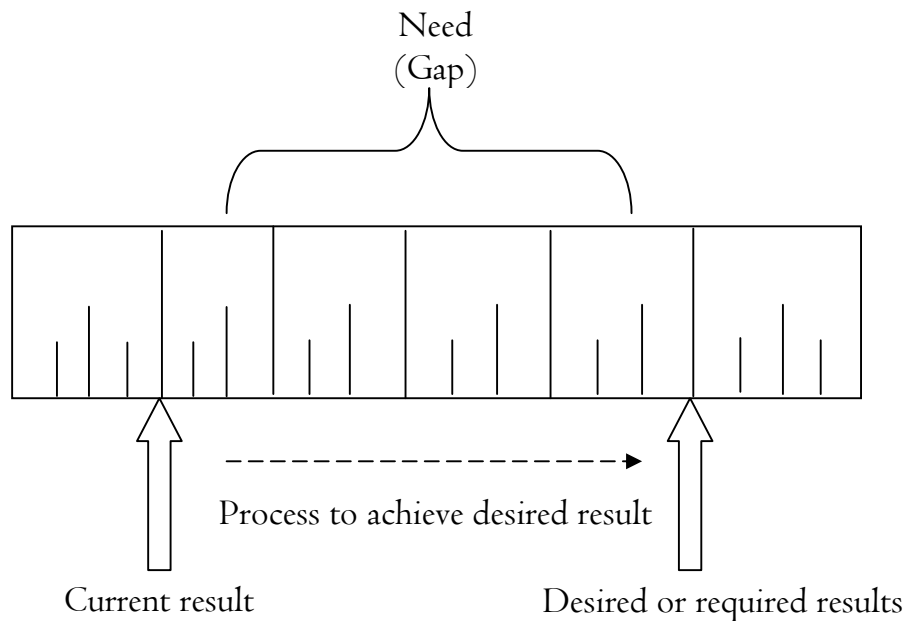 Need
(Gap)
Process to achieve desired result
Current result
Desired or required results